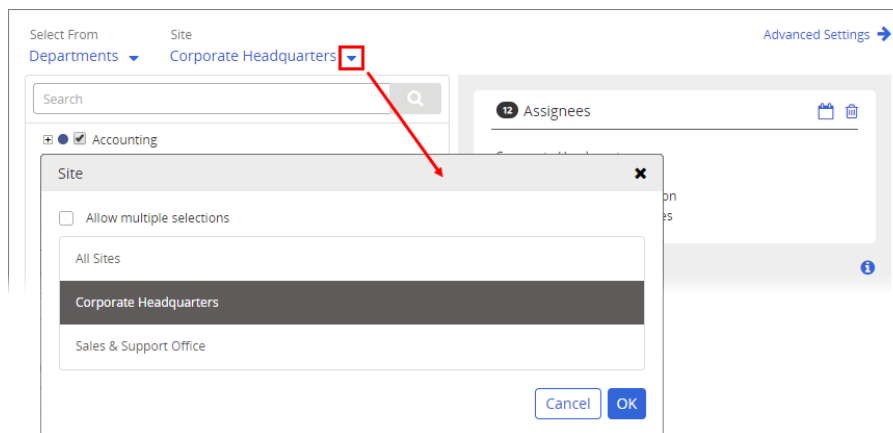 Select From
Site
Advanced Settings
Departments
Corporate Headquarters
Search
12 Assignees
Accounting
Site
Allow multiple selections
All Sites
Corporate Headquarters
Sales & Support Office
Cancel
OK